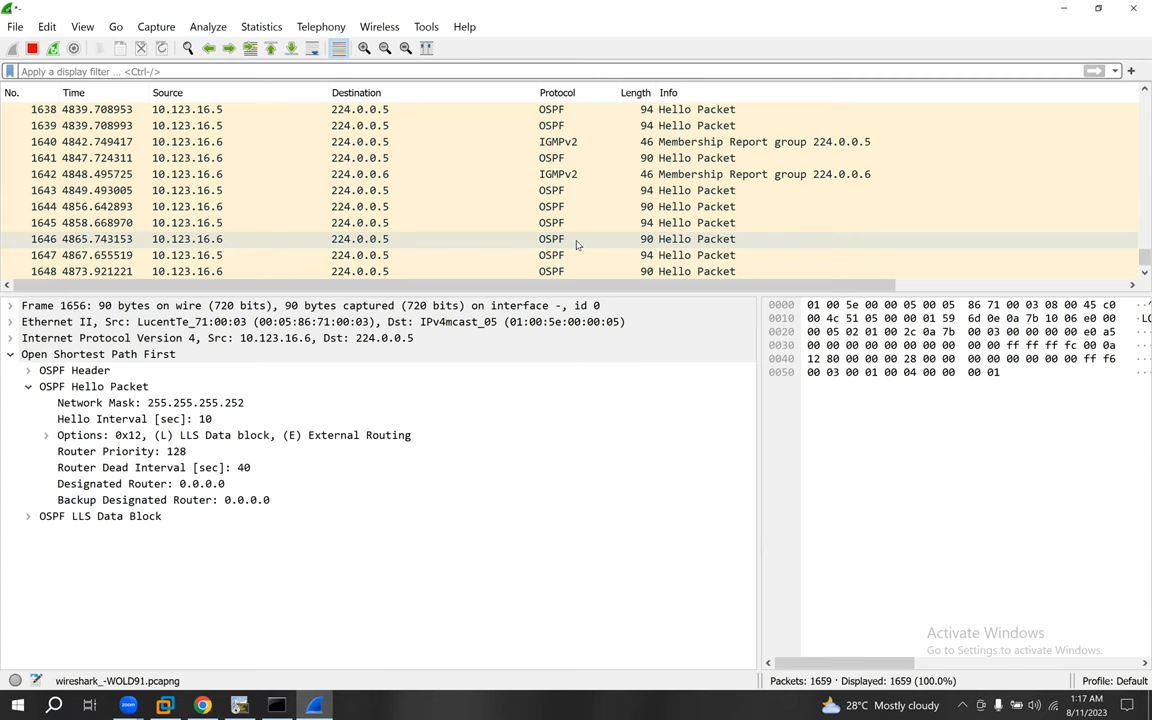 *-
File Edit View Go Capture Analyze Statistics Telephony Wireless Tools Help
Apply a display filter ... <Ctrl-/>
No. Time Source Destination Protocol Length Info
1638 4839.708953 10.123.16.5 224.0.0.5 OSPF 94 Hello Packet
1639 4839.708993 10.123.16.5 224.0.0.5 OSPF 94 Hello Packet
1640 4842.749417 10.123.16.6 224.0.0.5 IGMPv2 46 Membership Report group 224.0.0.5
1641 4847.724311 10.123.16.6 224.0.0.5 OSPF 90 Hello Packet
1642 4848.495725 10.123.16.6 224.0.0.6 IGMPv2 46 Membership Report group 224.0.0.6
1643 4849.493005 10.123.16.5 224.0.0.5 OSPF 94 Hello Packet
1644 4856.642893 10.123.16.6 224.0.0.5 OSPF 90 Hello Packet
1645 4858.668970 10.123.16.5 224.0.0.5 OSPF 94 Hello Packet
1646 4865.743153 10.123.16.6 224.0.0.5 OSPF 90 Hello Packet
1647 4867.655519 10.123.16.5 224.0.0.5 OSPF 94 Hello Packet
1648 4873.921221 10.123.16.6 224.0.0.5 OSPF 90 Hello Packet
Frame 1656: 90 bytes on wire (720 bits), 90 bytes captured (720 bits) on interface -, id 0
Ethernet II, Src: LucentTe_71:00:03 (00:05:86:71:00:03), Dst: IPv4mcast_05 (01:00:5e:00:00:05)
Internet Protocol Version 4, Src: 10.123.16.6, Dst: 224.0.0.5
Open Shortest Path First
OSPF Header
OSPF Hello Packet
Network Mask: 255.255.255.252
Hello Interval [sec]: 10
Options: 0x12, (L) LLS Data block, (E) External Routing
Router Priority: 128
Router Dead Interval [sec]: 40
Designated Router: 0.0.0.0
Backup Designated Router: 0.0.0.0
OSPF LLS Data Block
0000 01 00 5e 00 00 05 00 05 86 71 00 03 08 00 45 c0
0010 00 4c 51 05 00 00 01 59 6d 0e 0a 7b 10 06 e0 00
0020 00 05 02 01 00 2c 0a 7b 00 03 00 00 00 00 e0 a5
0030 00 00 00 00 00 00 00 00 00 00 ff ff ff fc 00 0a
0040 12 80 00 00 00 28 00 00 00 00 00 00 00 00 ff f6
0050 00 03 00 01 00 04 00 00 00 01
Activate Windows
Go to Settings to activate Windows.
wireshark_-WOLD91.pcapng
Packets: 1659 · Displayed: 1659 (100.0%)
Profile: Default
28°C Mostly cloudy
1:17 AM
8/11/2023